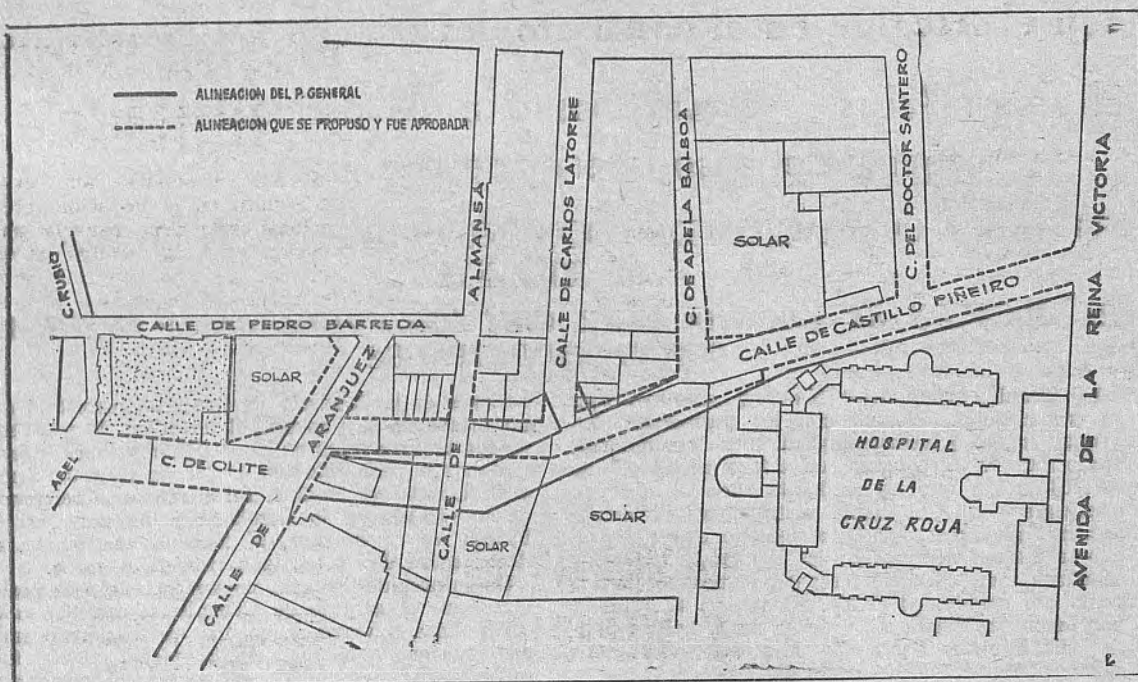 ALINEACION DEL P. GENERAL
ALINEACION QUE SE PROPUSO Y FUE APROBADA
C. RUBIO
CALLE DE PEDRO BARREDA
ALMANSA
CALLE DE CARLOS LATORRE
C. DE ADELA BALBOA
C. DEL DOCTOR SANTERO
AVENIDA DE LA REINA VICTORIA
SOLAR
CALLE DE CASTILLO PIÑEIRO
SOLAR
ARANJUEZ
CALLE DE
C. DE OLITE
ABEL
CALLE DE
SOLAR
SOLAR
HOSPITAL
DE LA
CRUZ ROJA